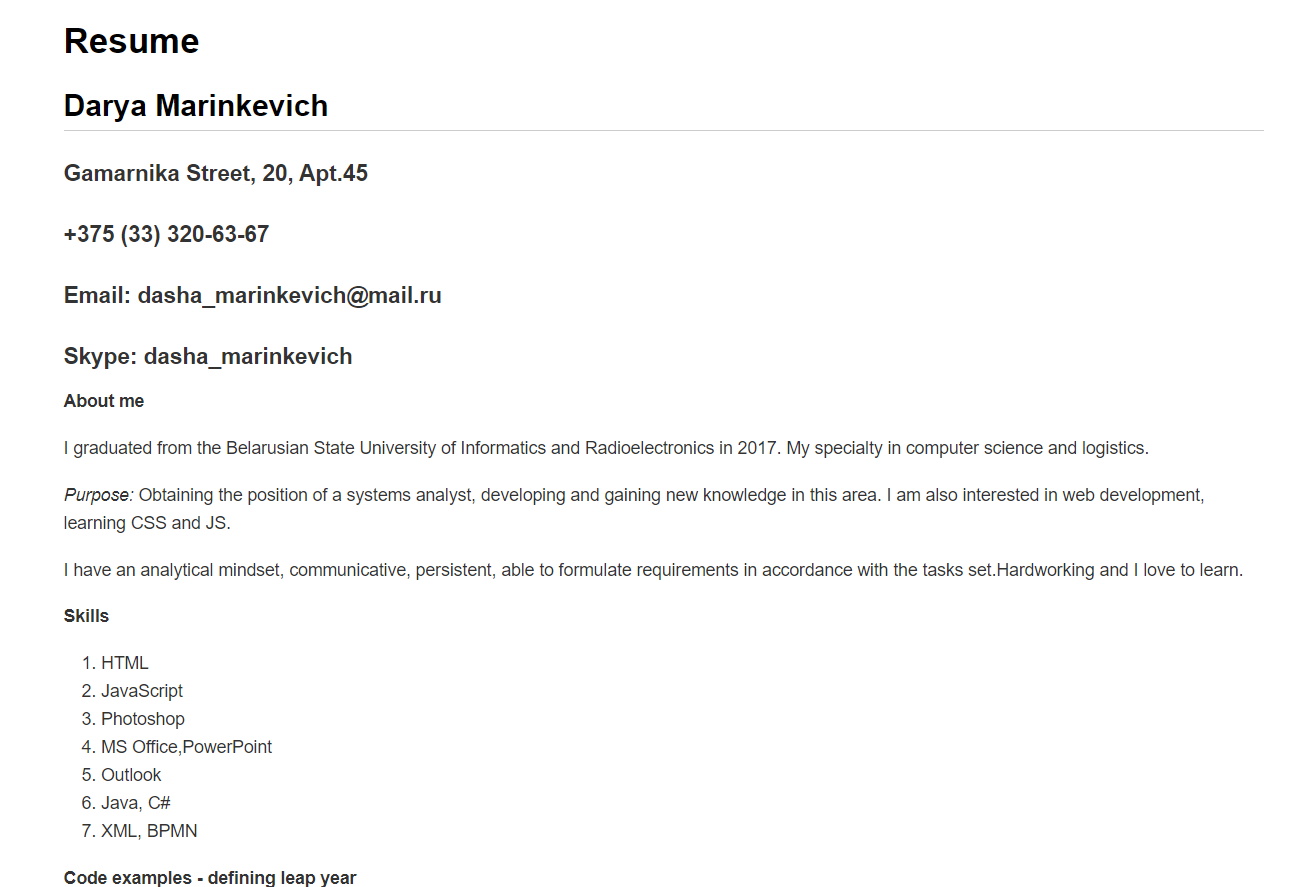 Resume
Darya Marinkevich
Gamarnika Street, 20, Apt.45
+375 (33) 320-63-67
Email: dasha_marinkevich@mail.ru
Skype: dasha_marinkevich
About me
I graduated from the Belarusian State University of Informatics and Radioelectronics in 2017. My specialty in computer science and logistics.
Purpose: Obtaining the position of a systems analyst, developing and gaining new knowledge in this area. I am also interested in web development,
learning CSS and JS.
I have an analytical mindset, communicative, persistent, able to formulate requirements in accordance with the tasks set.Hardworking and I love to learn.
Skills
1. HTML
2. JavaScript
3. Photoshop
4. MS Office,PowerPoint
5. Outlook
6. Java, C#
7. XML, BPMN
Code examples - defining leap year